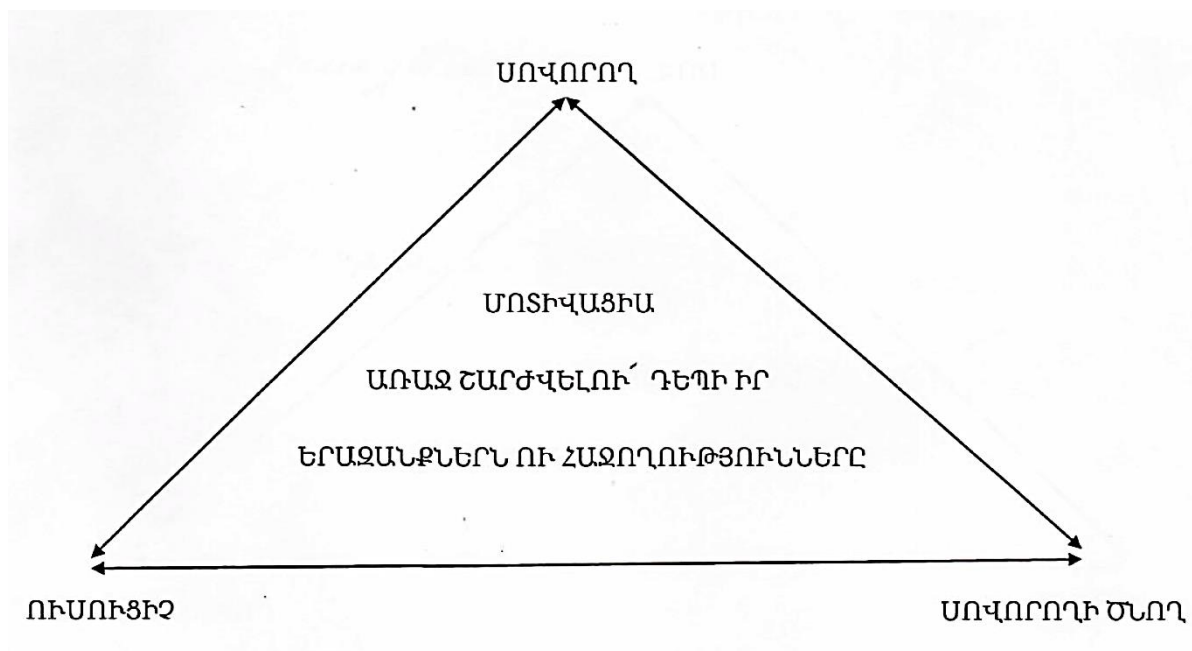 ՍՈՎՈՐՈՂ
ՄՈՏԻՎԱՑԻԱ
ԱՌԱՋ ՇԱՐԺՎԵԼՈՒ՛ ԴԵՊԻ ԻՐ
ԵՐԱԶԱՆՔՆԵՐՆ ՈՒ ՀԱՋՈՂՈՒԹՅՈՒՆՆԵՐԸ
ՈՒՍՈՒՑԻՉ
ՍՈՎՈՐՈՂԻ ԾՆՈՂ